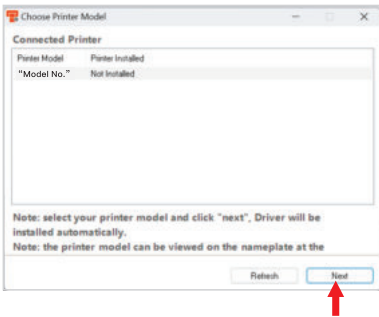 Choose Printer Model
Connected Printer
Printer Model Printer Installed
"Model No." Not Installed
Note: select your printer model and click "next", Driver will be
installed automatically.
Note: the printer model can be viewed on the nameplate at the
Refresh Next